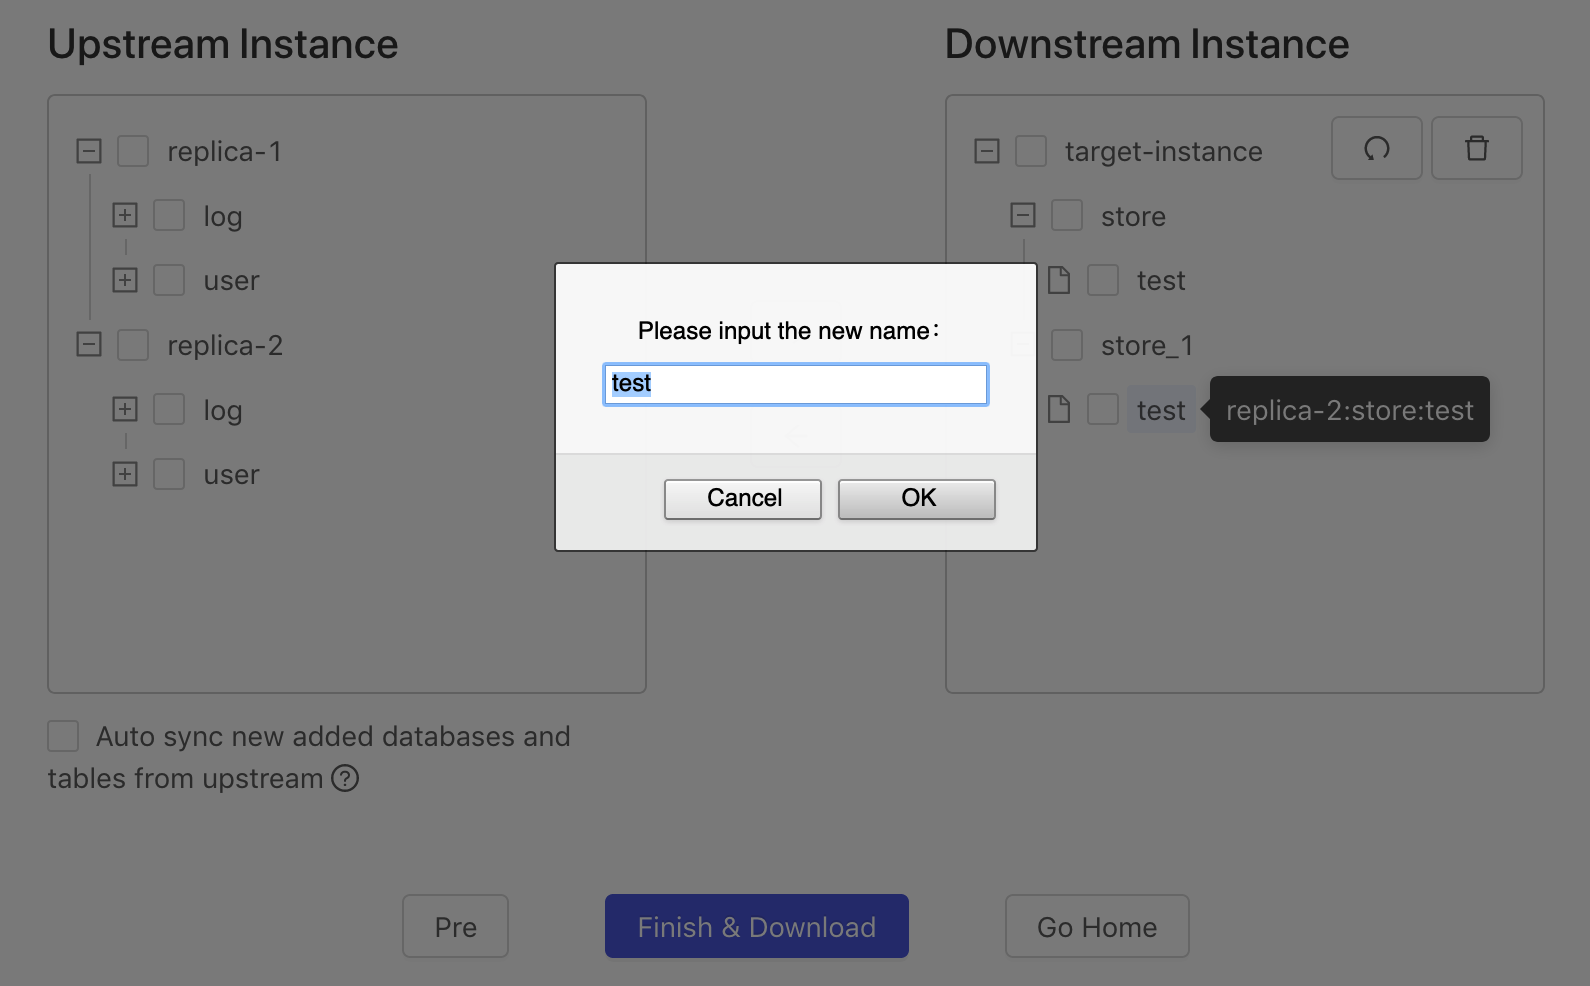 Upstream Instance
Downstream Instance
replica-1
log
user
replica-2
log
user
target-instance
store
test
store_1
test
replica-2:store:test
Please input the new name:
test
Cancel
OK
Auto sync new added databases and
tables from upstream
Pre
Finish & Download
Go Home